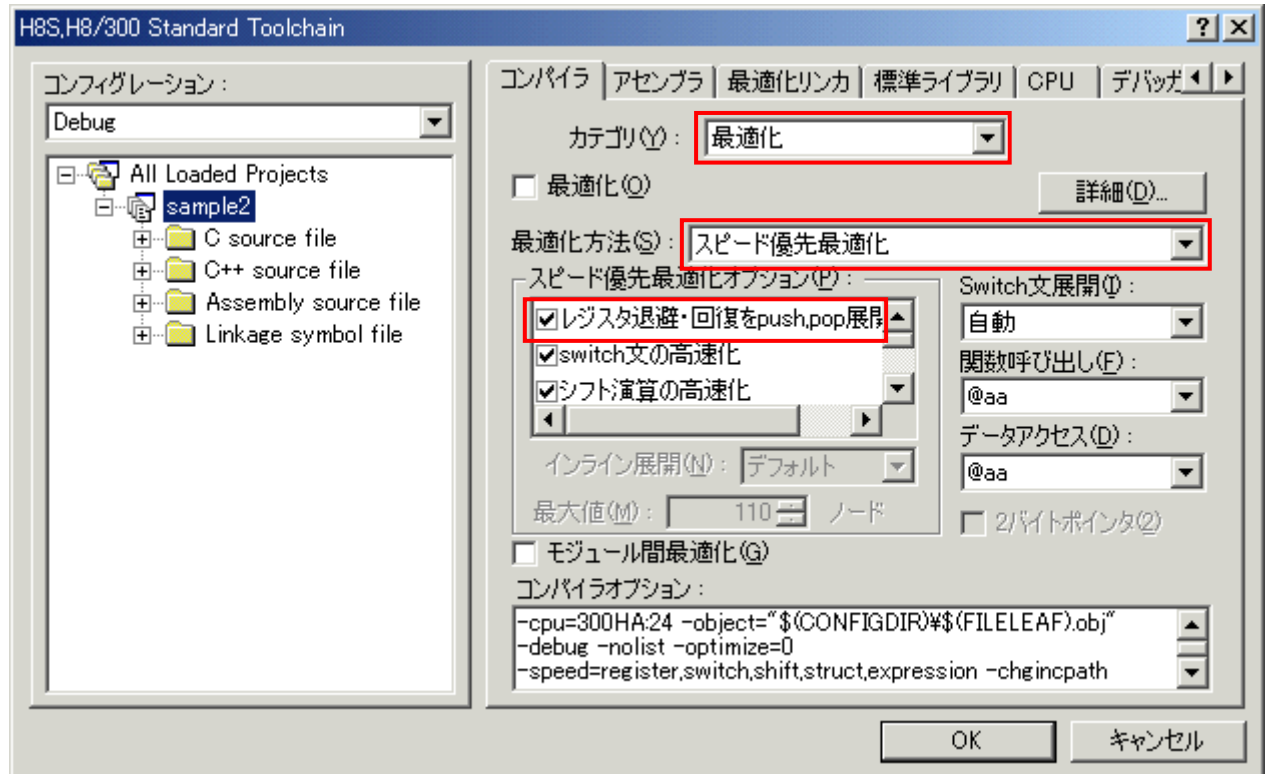 H8S,H8/300 Standard Toolchain
コンフィグレーション :
Debug
All Loaded Projects
sample2
C source file
C++ source file
Assembly source file
Linkage symbol file
コンパイラ アセンブラ 最適化リンカ 標準ライブラリ CPU デバッガ
カテゴリ(Y) : 最適化
最適化(O)
詳細(D)...
最適化方法(S) : スピード優先最適化
スピード優先最適化オプション(P) :
レジスタ退避・回復をpush,pop展開
switch文の高速化
シフト演算の高速化
インライン展開(N) : デフォルト
最大値(M) : 110 ノード
Switch文展開(I) :
自動
関数呼び出し(F) :
@aa
データアクセス(D) :
@aa
2バイトポインタ(2)
モジュール間最適化(G)
コンパイラオプション :
-cpu=300HA:24 -object="$(CONFIGDIR)¥$(FILELEAF).obj"
-debug -nolist -optimize=0
-speed=register,switch,shift,struct,expression -chgincpath
OK
キャンセル